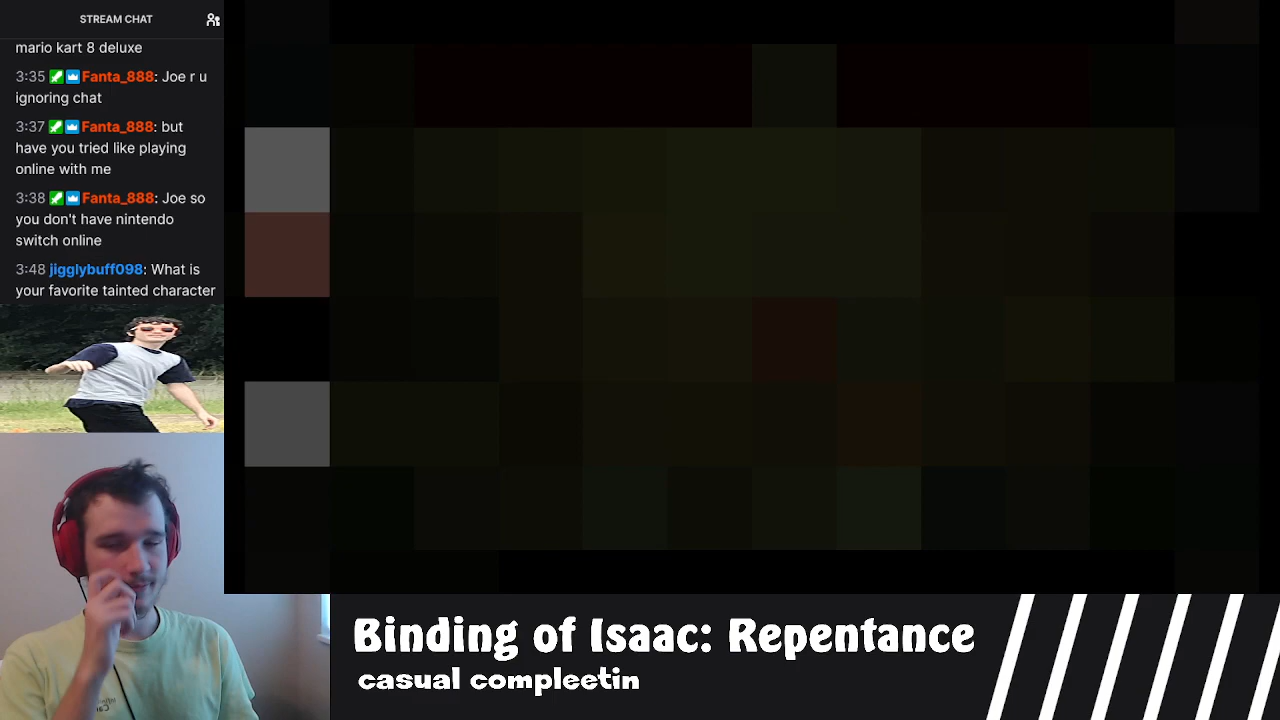 STREAM CHAT
mario kart 8 deluxe
3:35 Fanta_888: Joe r u
ignoring chat
3:37 Fanta_888: but
have you tried like playing
online with me
3:38 Fanta_888: Joe so
you don't have nintendo
switch online
3:48 jigglybuff098: What is
your favorite tainted character
Binding of Isaac: Repentance
casual compleetin